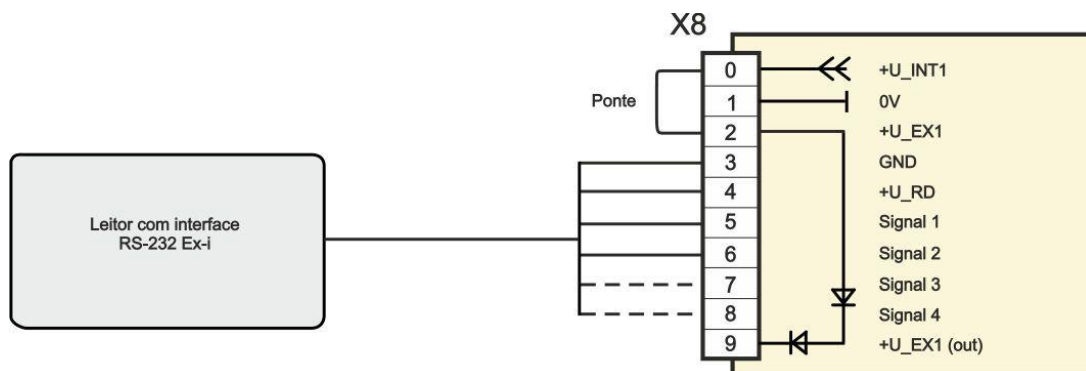 X8
Ponte
0
+U_INT1
1
0V
2
+U_EX1
3
GND
4
+U_RD
5
Signal 1
6
Signal 2
7
Signal 3
8
Signal 4
9
+U_EX1 (out)
Leitor com interface
RS-232 Ex-i